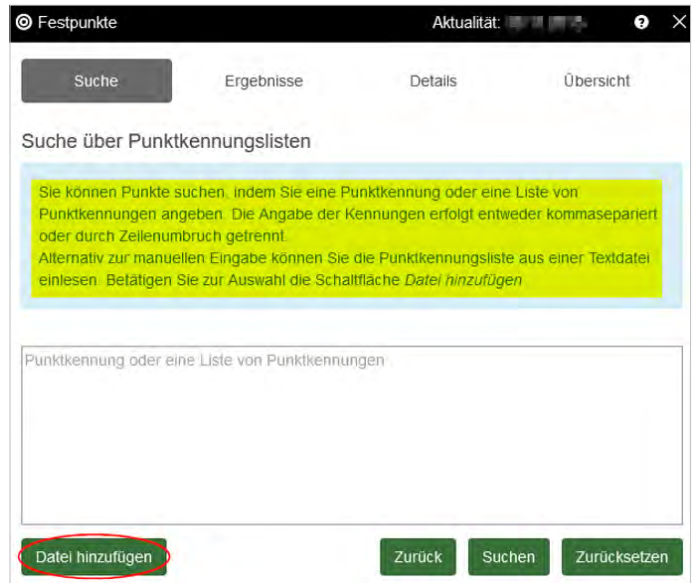 Festpunkte Aktualität:
Suche Ergebnisse Details Übersicht
Suche über Punktkennungslisten
Sie können Punkte suchen, indem Sie eine Punktkennung oder eine Liste von
Punktkennungen angeben. Die Angabe der Kennungen erfolgt entweder kommasepariert
oder durch Zeilenumbruch getrennt.
Alternativ zur manuellen Eingabe können Sie die Punktkennungsliste aus einer Textdatei
einlesen. Betätigen Sie zur Auswahl die Schaltfläche Datei hinzufügen
Punktkennung oder eine Liste von Punktkennungen
Datei hinzufügen Zurück Suchen Zurücksetzen